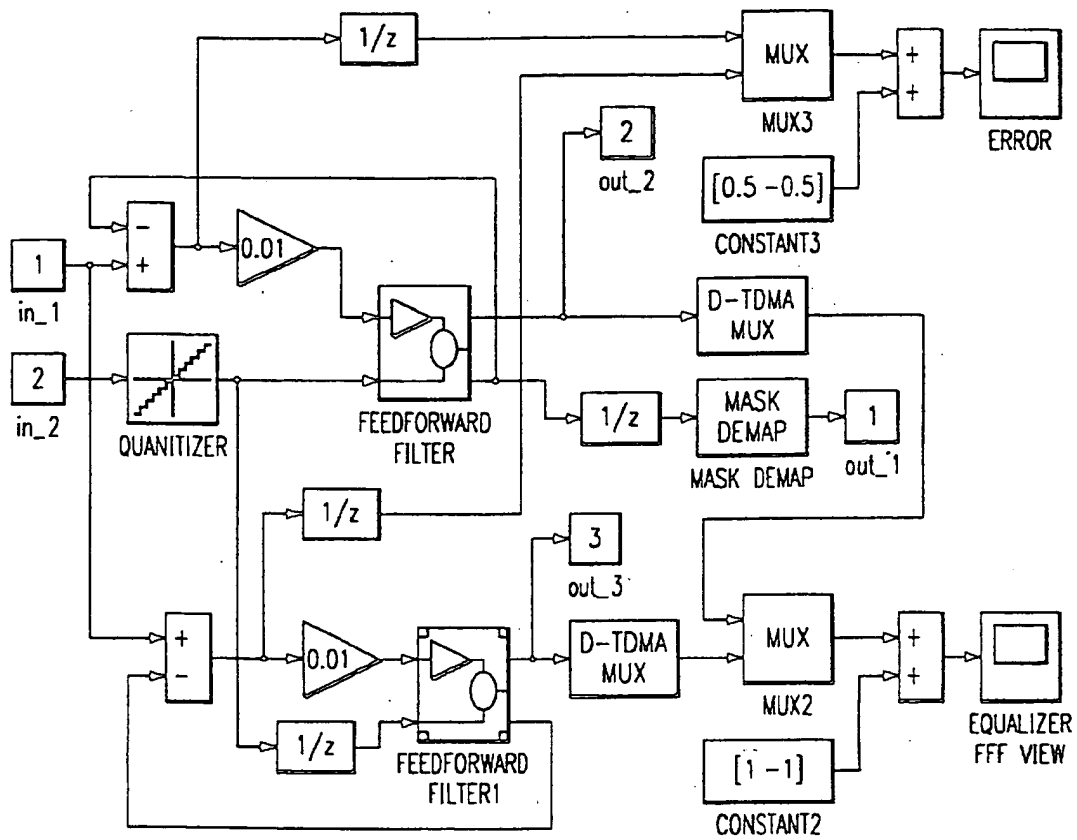 1/z
MUX
MUX3
+
+
ERROR
2
out_2
[0.5 -0.5]
CONSTANT3
-
+
0.01
1
in_1
2
in_2
QUANITIZER
FEEDFORWARD
FILTER
D-TDMA
MUX
1/z
MASK
DEMAP
MASK DEMAP
1
out_1
1/z
3
out_3
+
-
0.01
1/z
FEEDFORWARD
FILTER1
D-TDMA
MUX
MUX
MUX2
+
+
EQUALIZER
FFF VIEW
[1 -1]
CONSTANT2